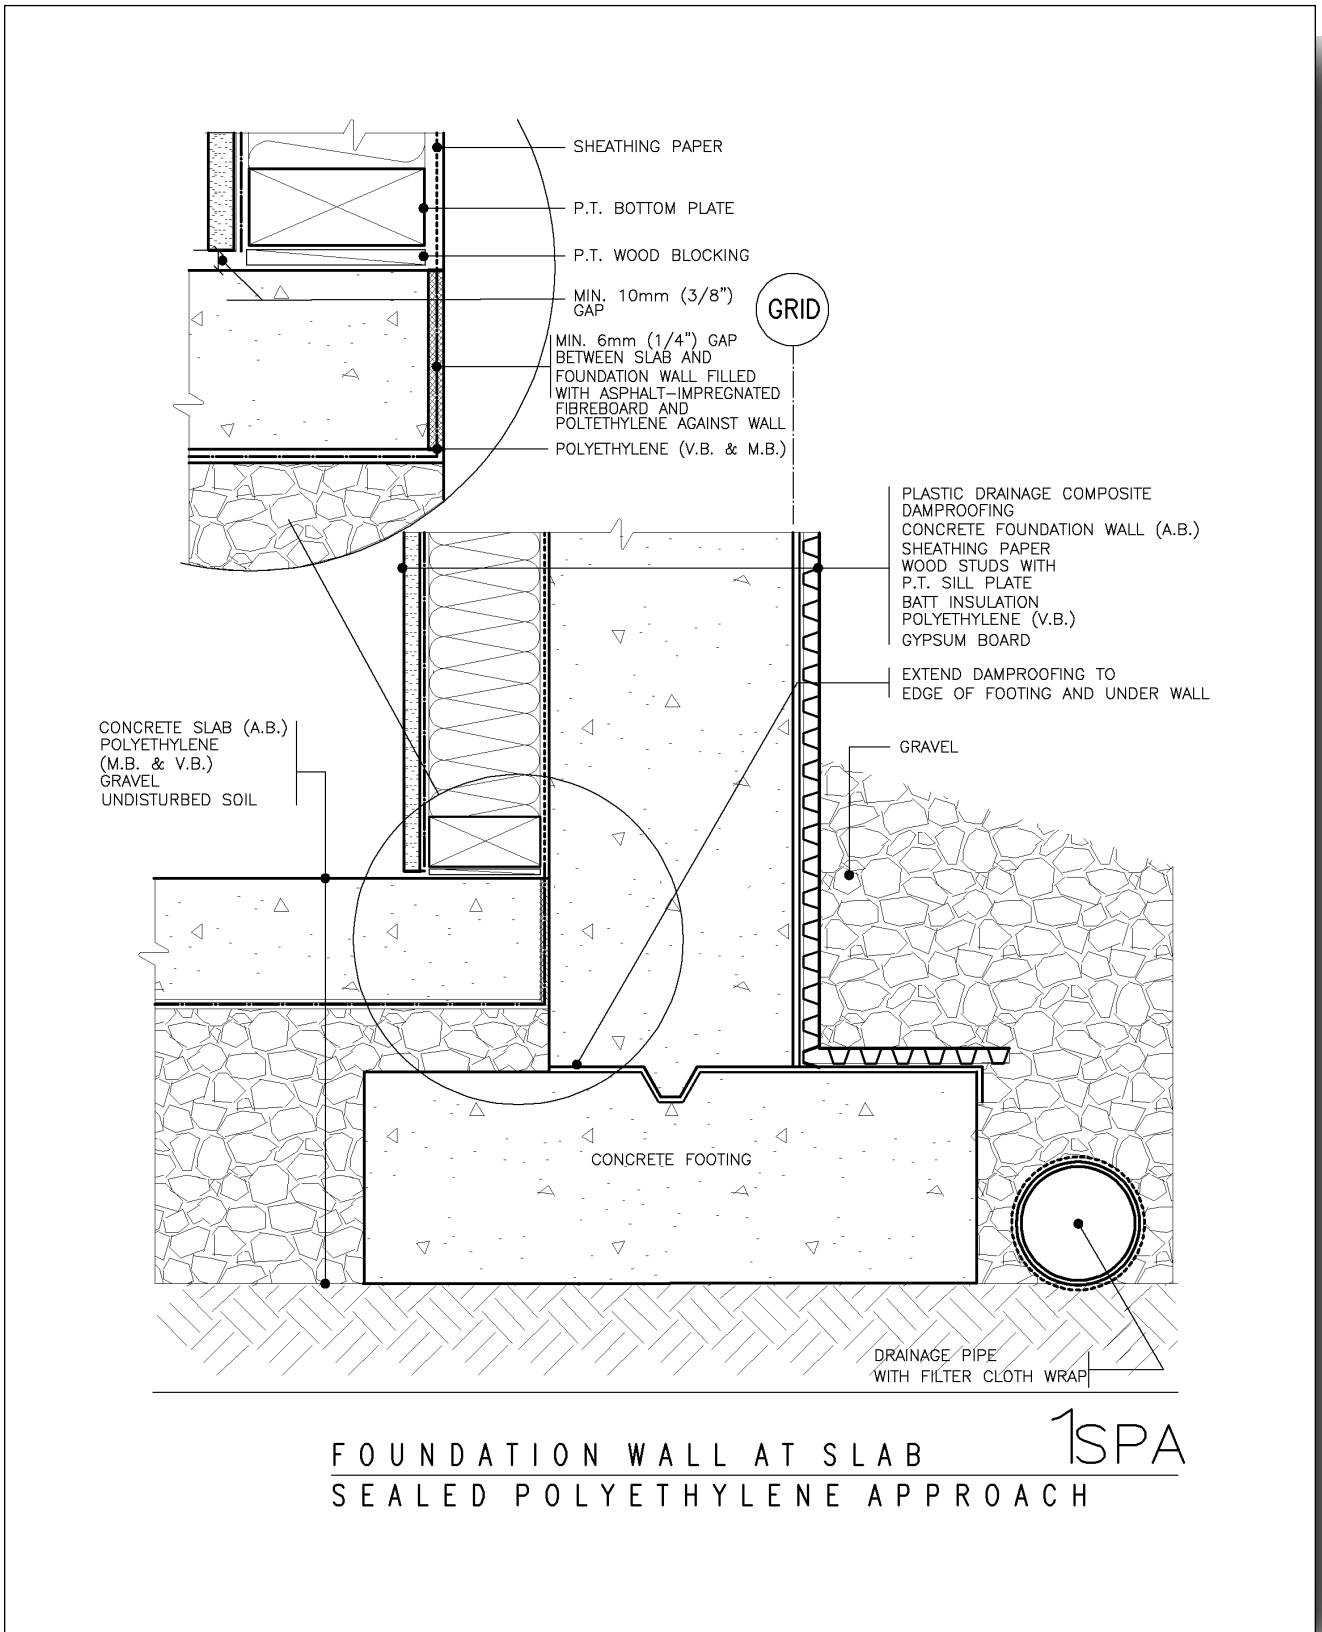 SHEATHING PAPER
P.T. BOTTOM PLATE
P.T. WOOD BLOCKING
MIN. 10mm (3/8")
GAP
GRID
MIN. 6mm (1/4") GAP
BETWEEN SLAB AND
FOUNDATION WALL FILLED
WITH ASPHALT-IMPREGNATED
FIBREBOARD AND
POLTETHYLENE AGAINST WALL
POLYETHYLENE (V.B. & M.B.)
PLASTIC DRAINAGE COMPOSITE
DAMPROOFING
CONCRETE FOUNDATION WALL (A.B.)
SHEATHING PAPER
WOOD STUDS WITH
P.T. SILL PLATE
BATT INSULATION
POLYETHYLENE (V.B.)
GYPSUM BOARD
EXTEND DAMPROOFING TO
EDGE OF FOOTING AND UNDER WALL
CONCRETE SLAB (A.B.)
POLYETHYLENE
(M.B. & V.B.)
GRAVEL
UNDISTURBED SOIL
GRAVEL
CONCRETE FOOTING
DRAINAGE PIPE
WITH FILTER CLOTH WRAP
FOUNDATION WALL AT SLAB
1SPA
SEALED POLYETHYLENE APPROACH